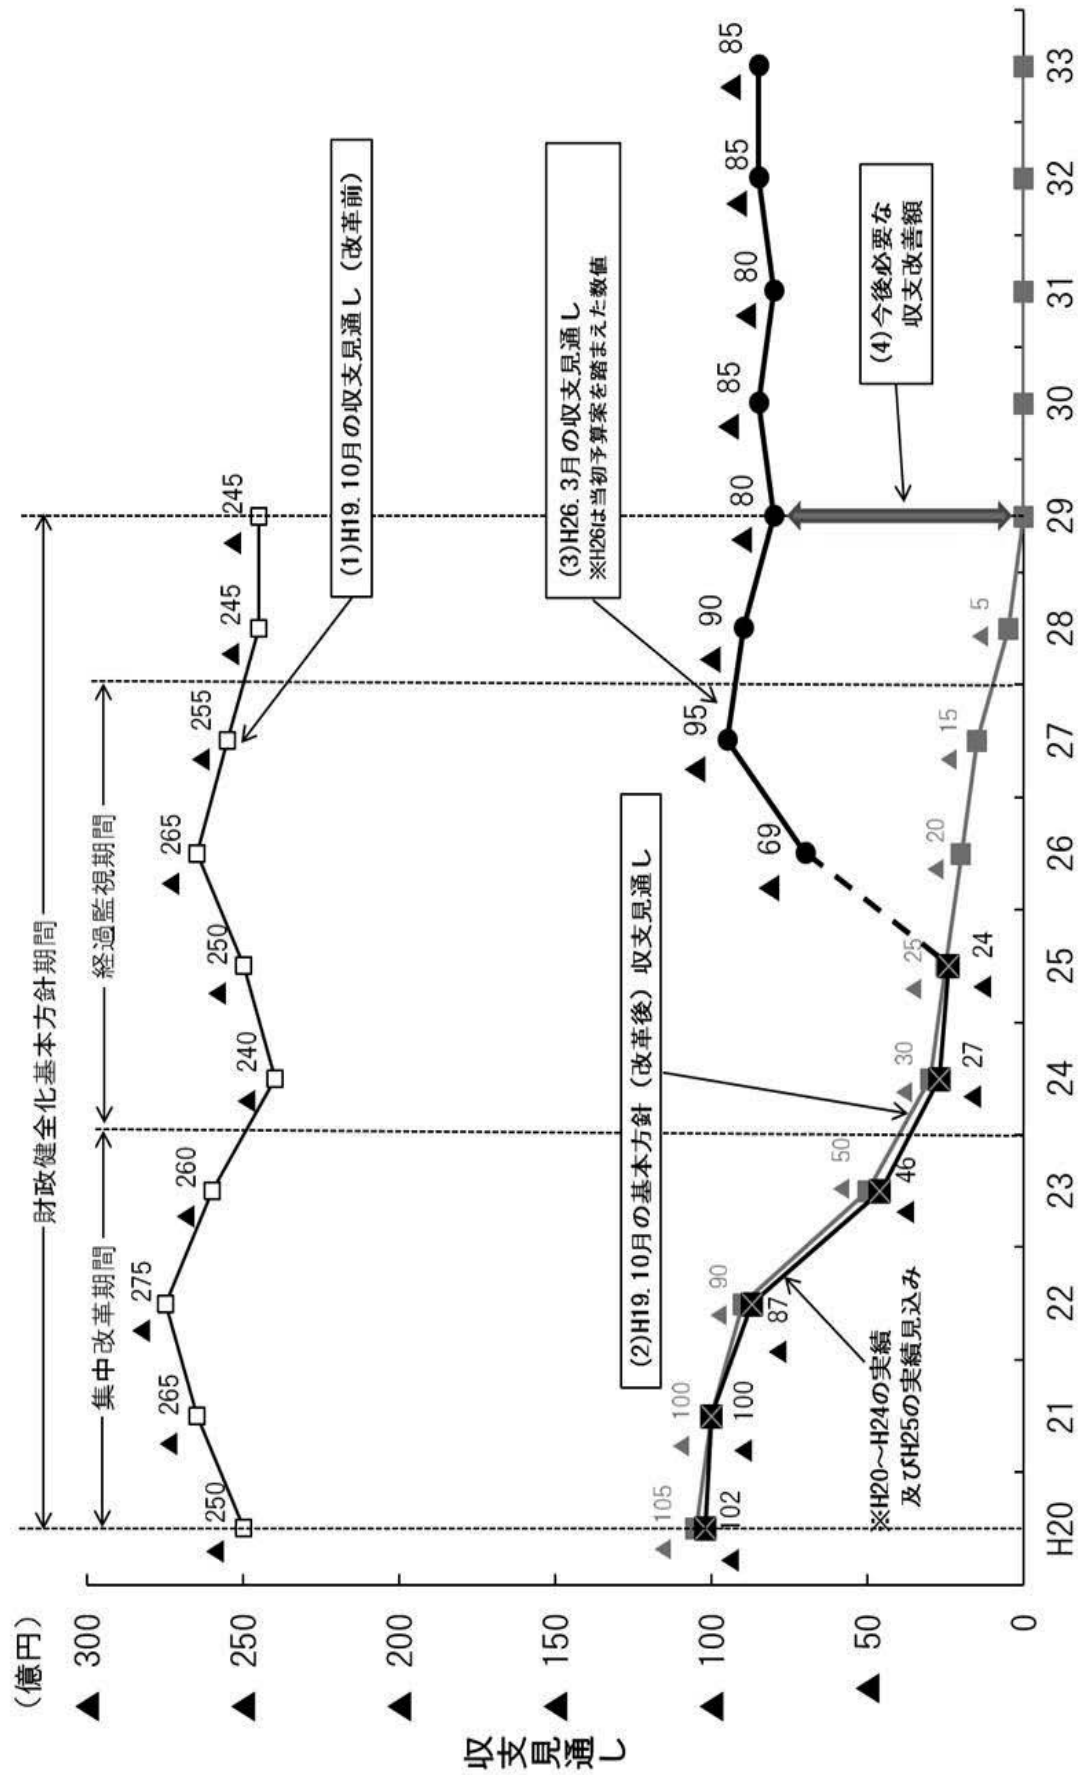 (億円)
収支見通し
▲ 300
▲ 250
▲ 200
▲ 150
▲ 100
▲ 50
0
財政健全化基本方針期間
集中改革期間
経過監視期間
▲ 250
▲ 265
▲ 275
▲ 260
▲ 240
▲ 250
▲ 265
▲ 255
▲ 245
▲ 245
(1)H19.10月の収支見通し(改革前)
(3)H26.3月の収支見通し
※H26は当初予算案を踏まえた数値
▲ 69
▲ 95
▲ 90
▲ 80
▲ 85
▲ 80
▲ 85
▲ 85
(2)H19.10月の基本方針(改革後)収支見通し
▲ 105
▲ 100
▲ 90
▲ 50
▲ 30
▲ 25
▲ 20
▲ 15
▲ 5
(4)今後必要な
収支改善額
▲ 102
▲ 100
▲ 87
▲ 46
▲ 27
▲ 24
※H20~H24の実績
及びH25の実績見込み
H20 21 22 23 24 25 26 27 28 29 30 31 32 33